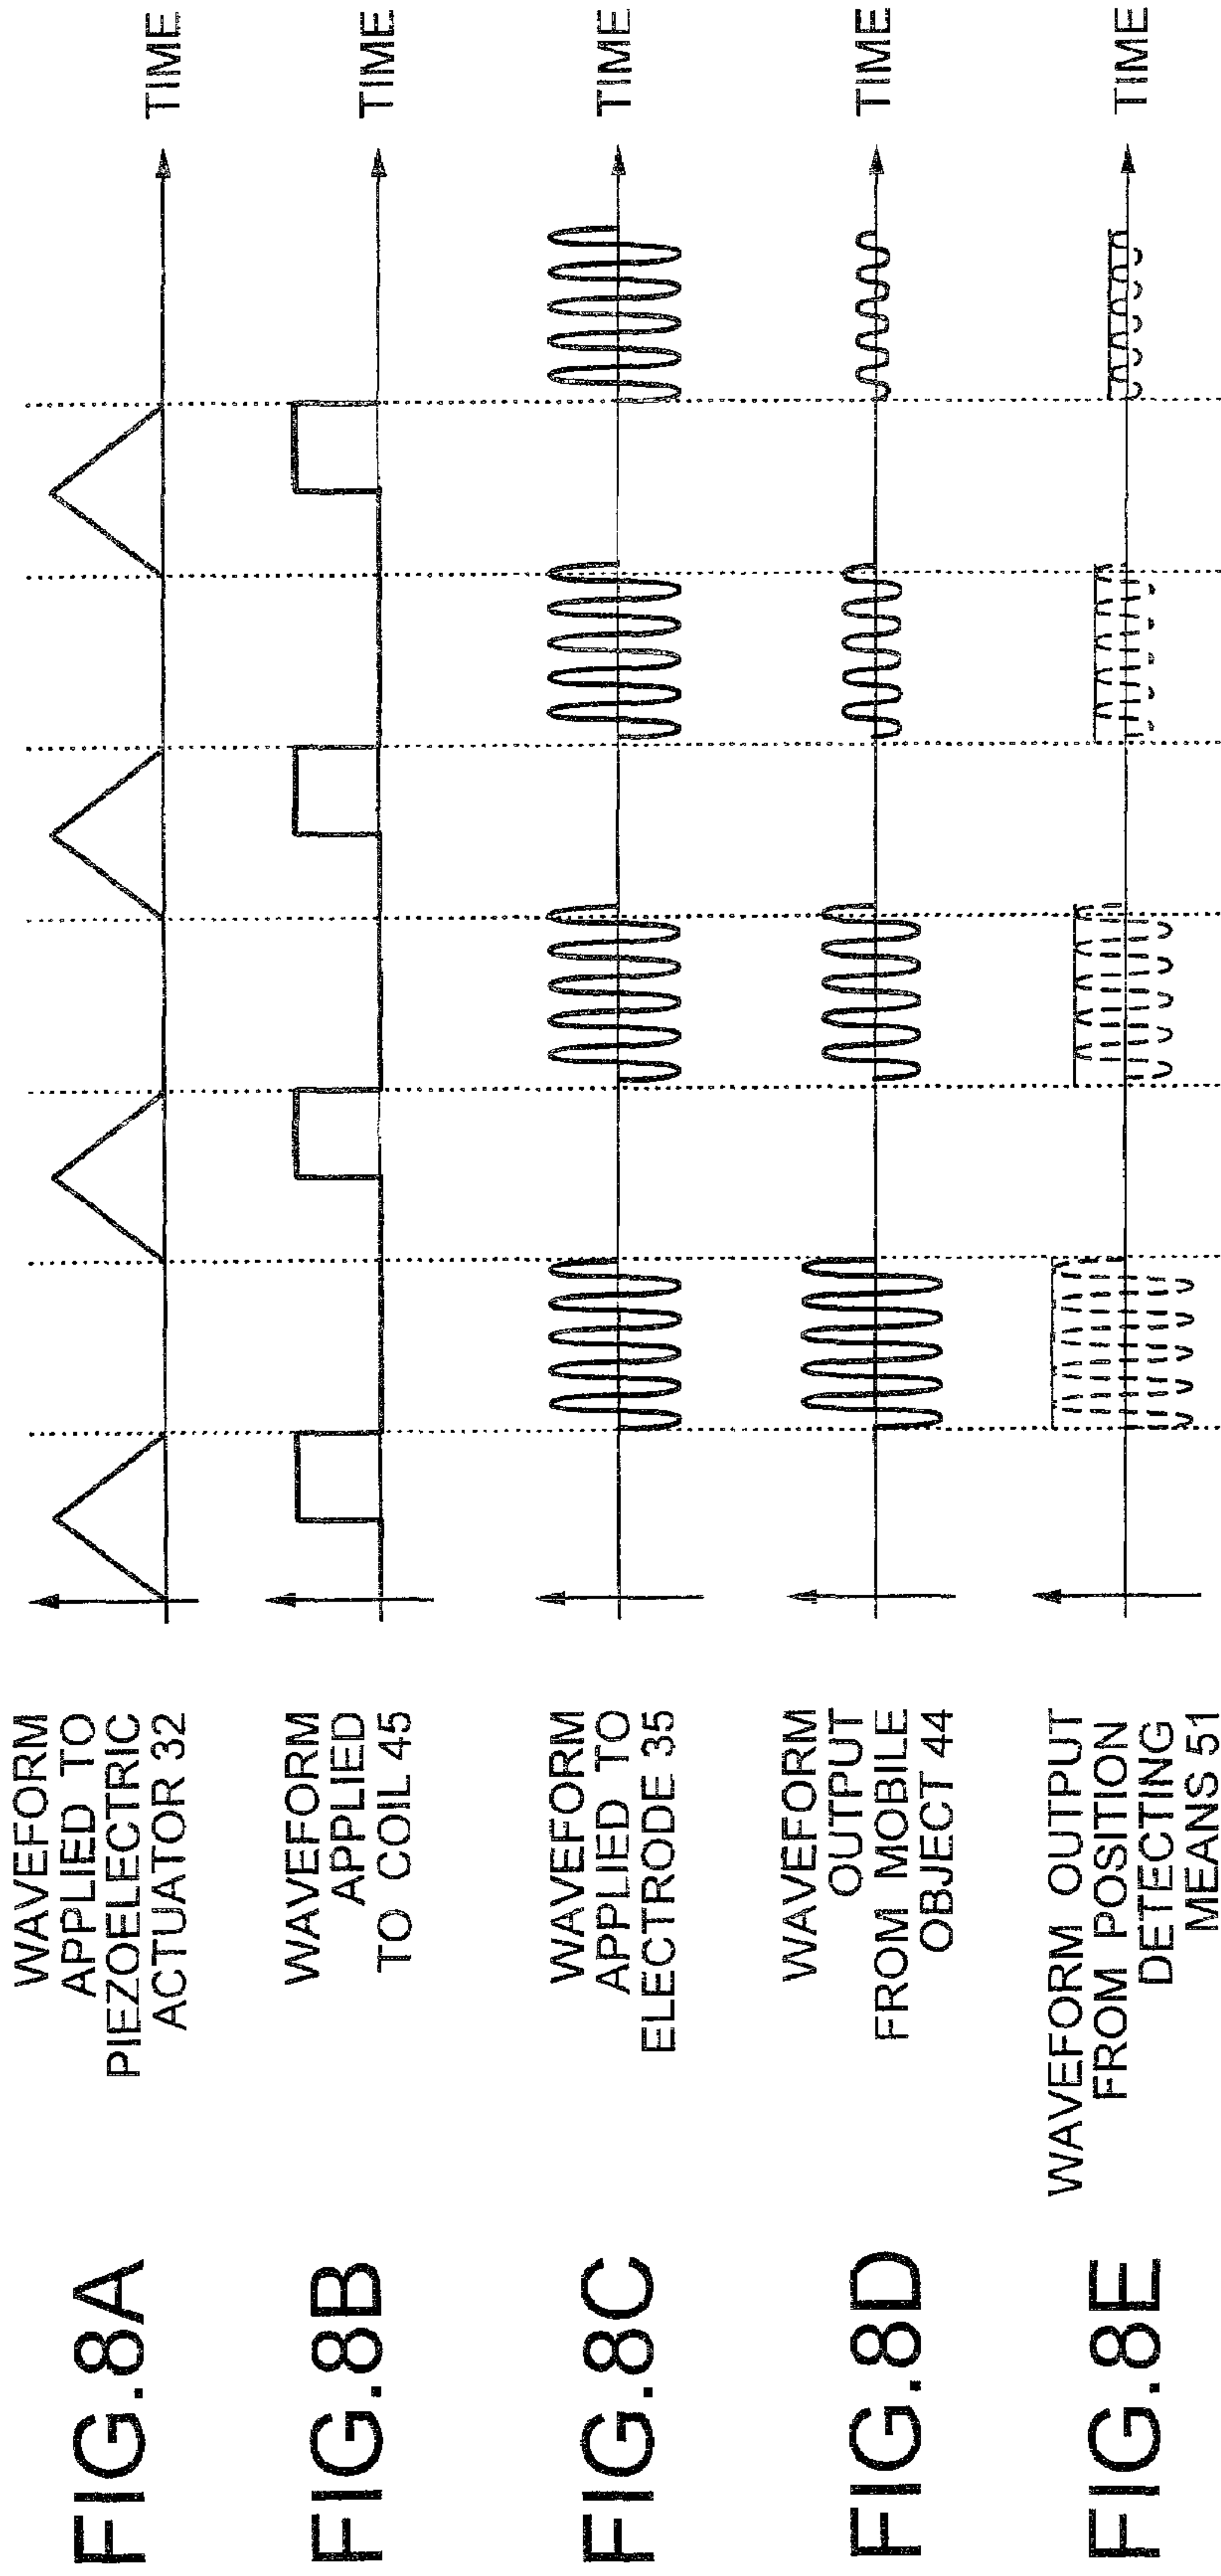 FIG.8A
WAVEFORM
APPLIED TO
PIEZOELECTRIC
ACTUATOR 32
TIME
FIG.8B
WAVEFORM
APPLIED
TO COIL 45
TIME
FIG.8C
WAVEFORM
APPLIED TO
ELECTRODE 35
TIME
FIG.8D
WAVEFORM
OUTPUT
FROM MOBILE
OBJECT 44
TIME
FIG.8E
WAVEFORM OUTPUT
FROM POSITION
DETECTING
MEANS 51
TIME